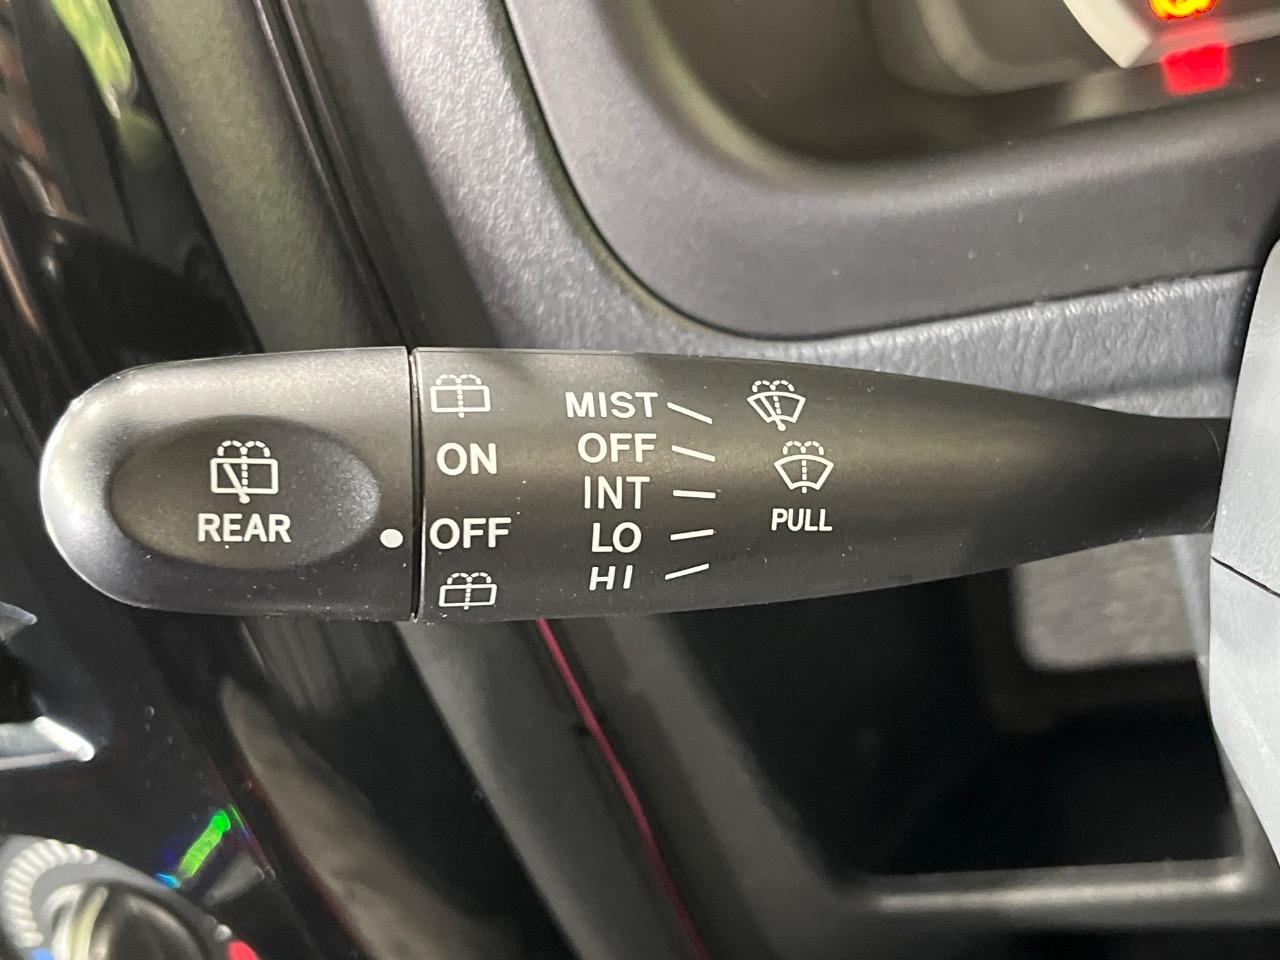 REAR
ON
OFF
MIST
OFF
INT
LO
HI
PULL